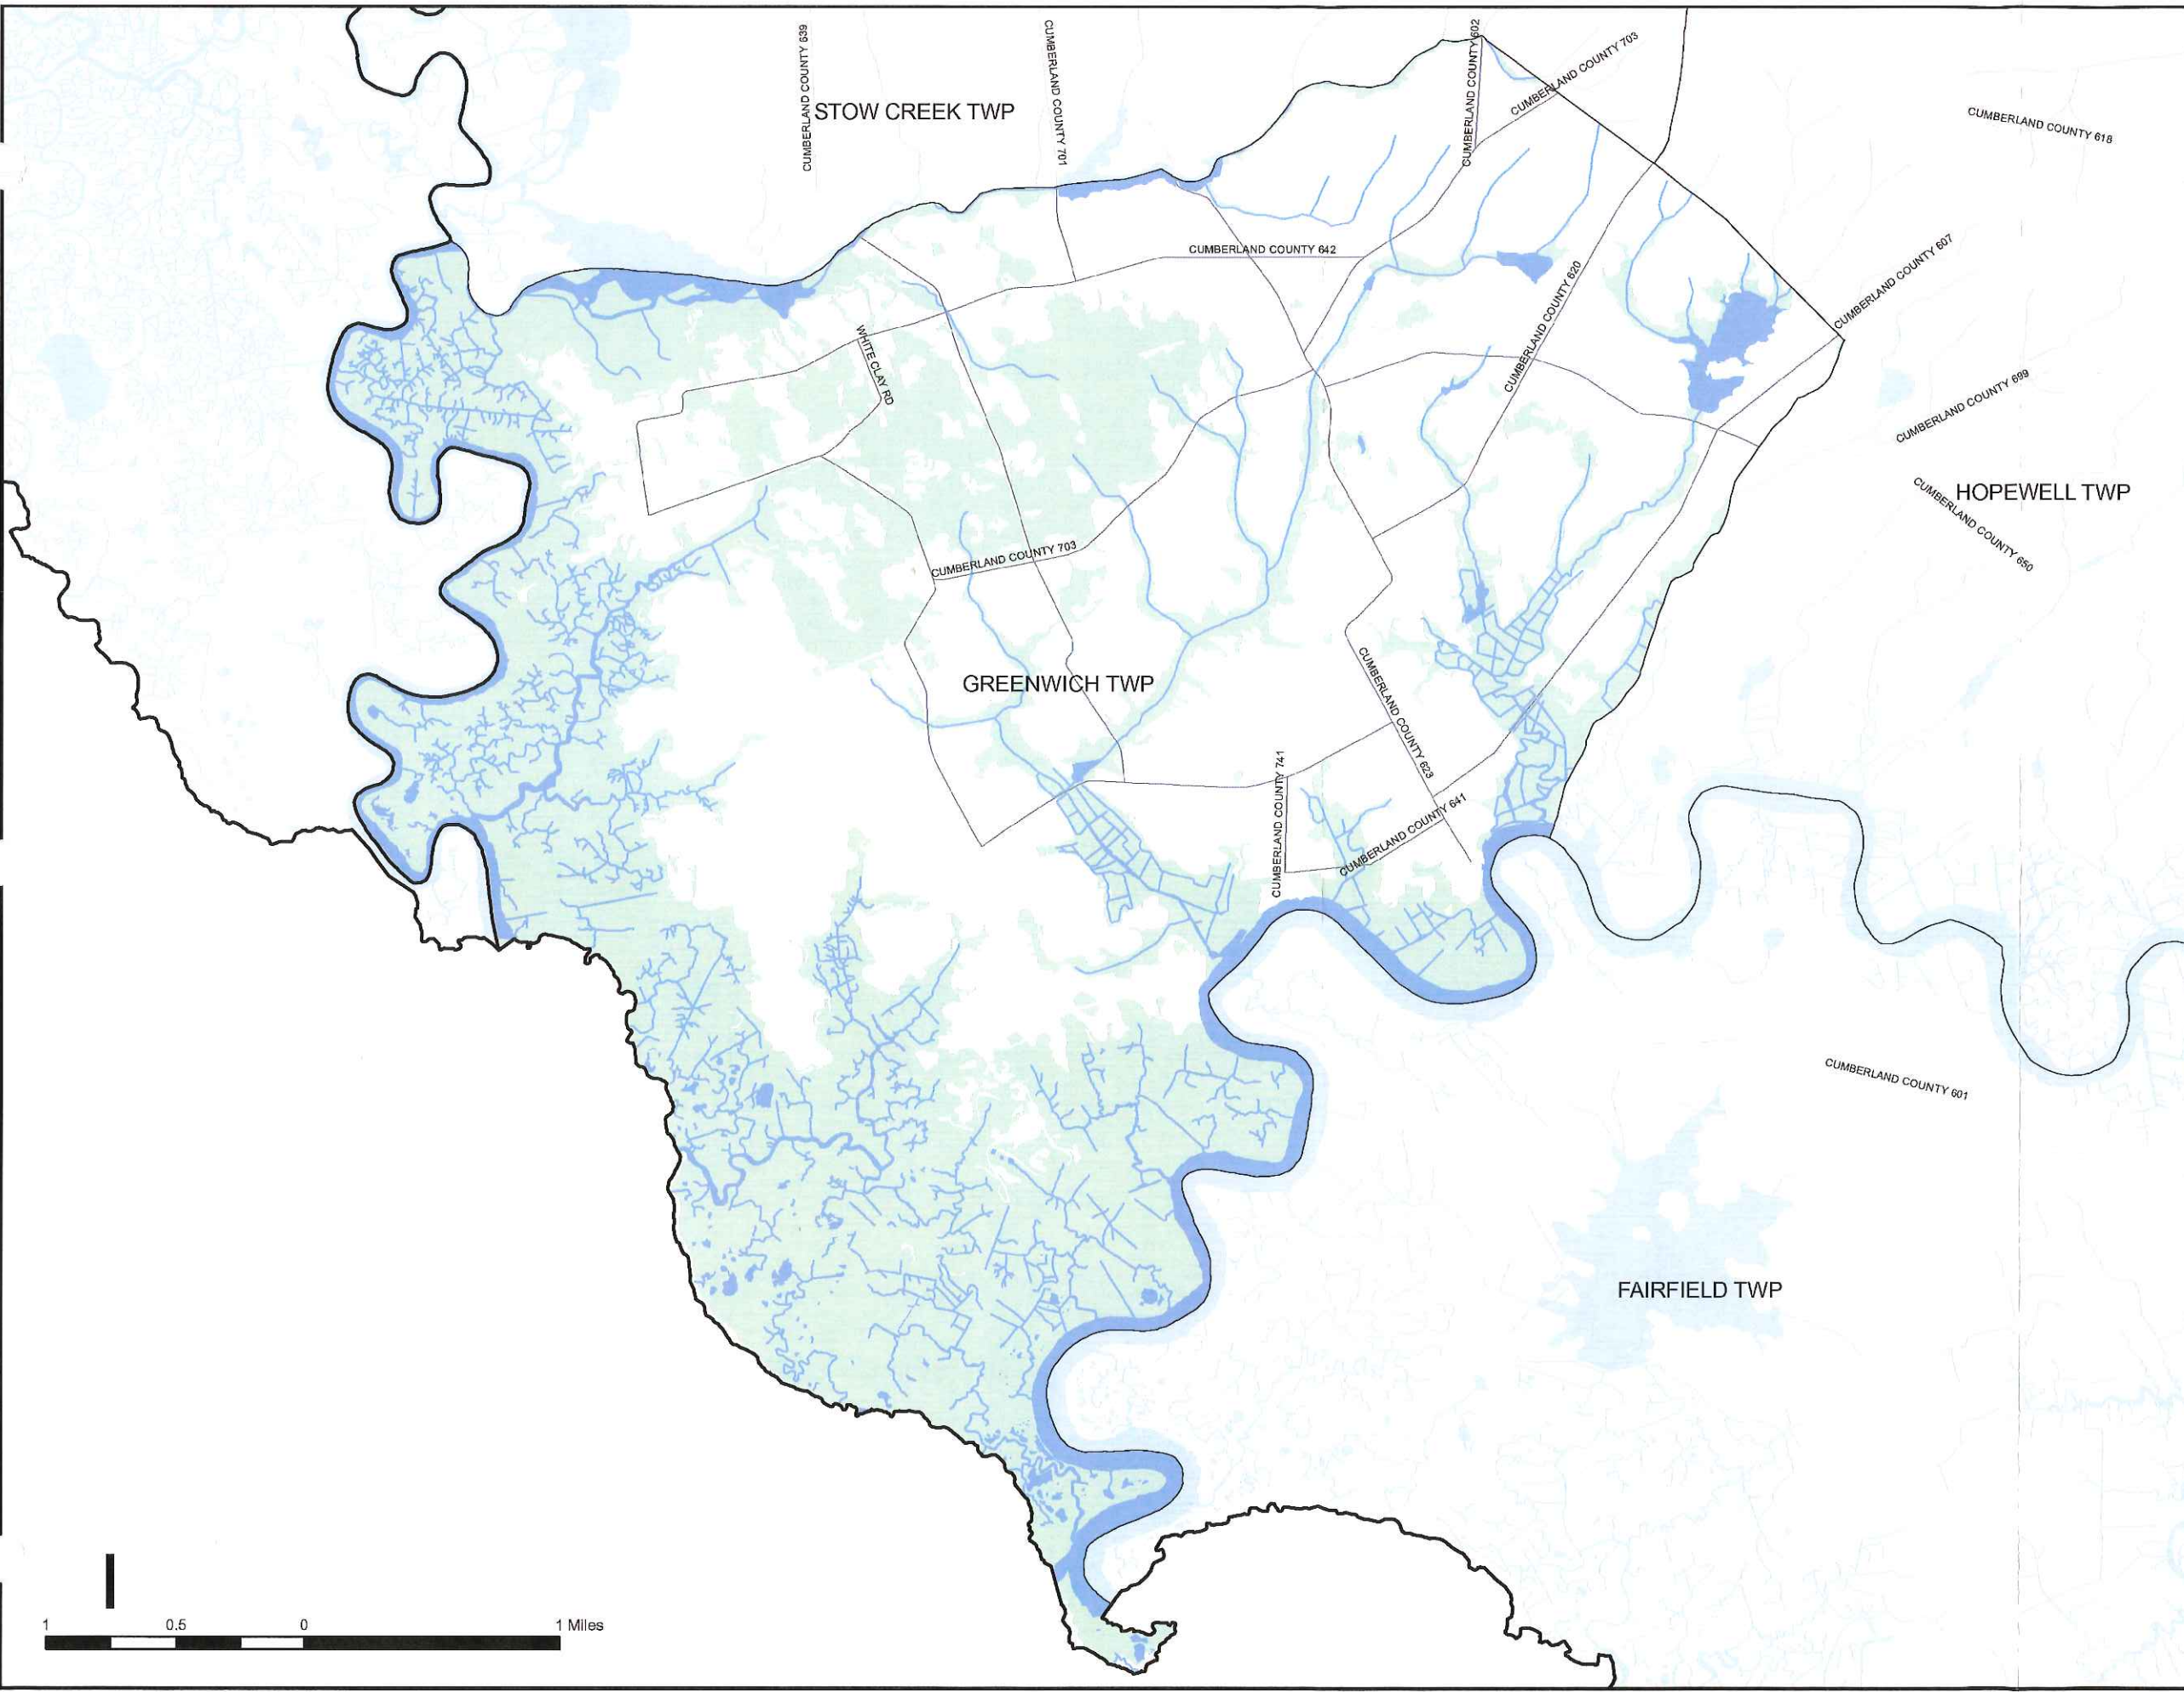 CUMBERLAND COUNTY 639
CUMBERLAND COUNTY 701
CUMBERLAND COUNTY 602
CUMBERLAND COUNTY 703
STOW CREEK TWP
CUMBERLAND COUNTY 618
CUMBERLAND COUNTY 642
CUMBERLAND COUNTY 607
CUMBERLAND COUNTY 620
WHITE CLAY RD
CUMBERLAND COUNTY 699
HOPEWELL TWP
CUMBERLAND COUNTY 650
CUMBERLAND COUNTY 703
GREENWICH TWP
CUMBERLAND COUNTY 623
CUMBERLAND COUNTY 741
CUMBERLAND COUNTY 641
CUMBERLAND COUNTY 601
FAIRFIELD TWP
1 0.5 0 1 Miles